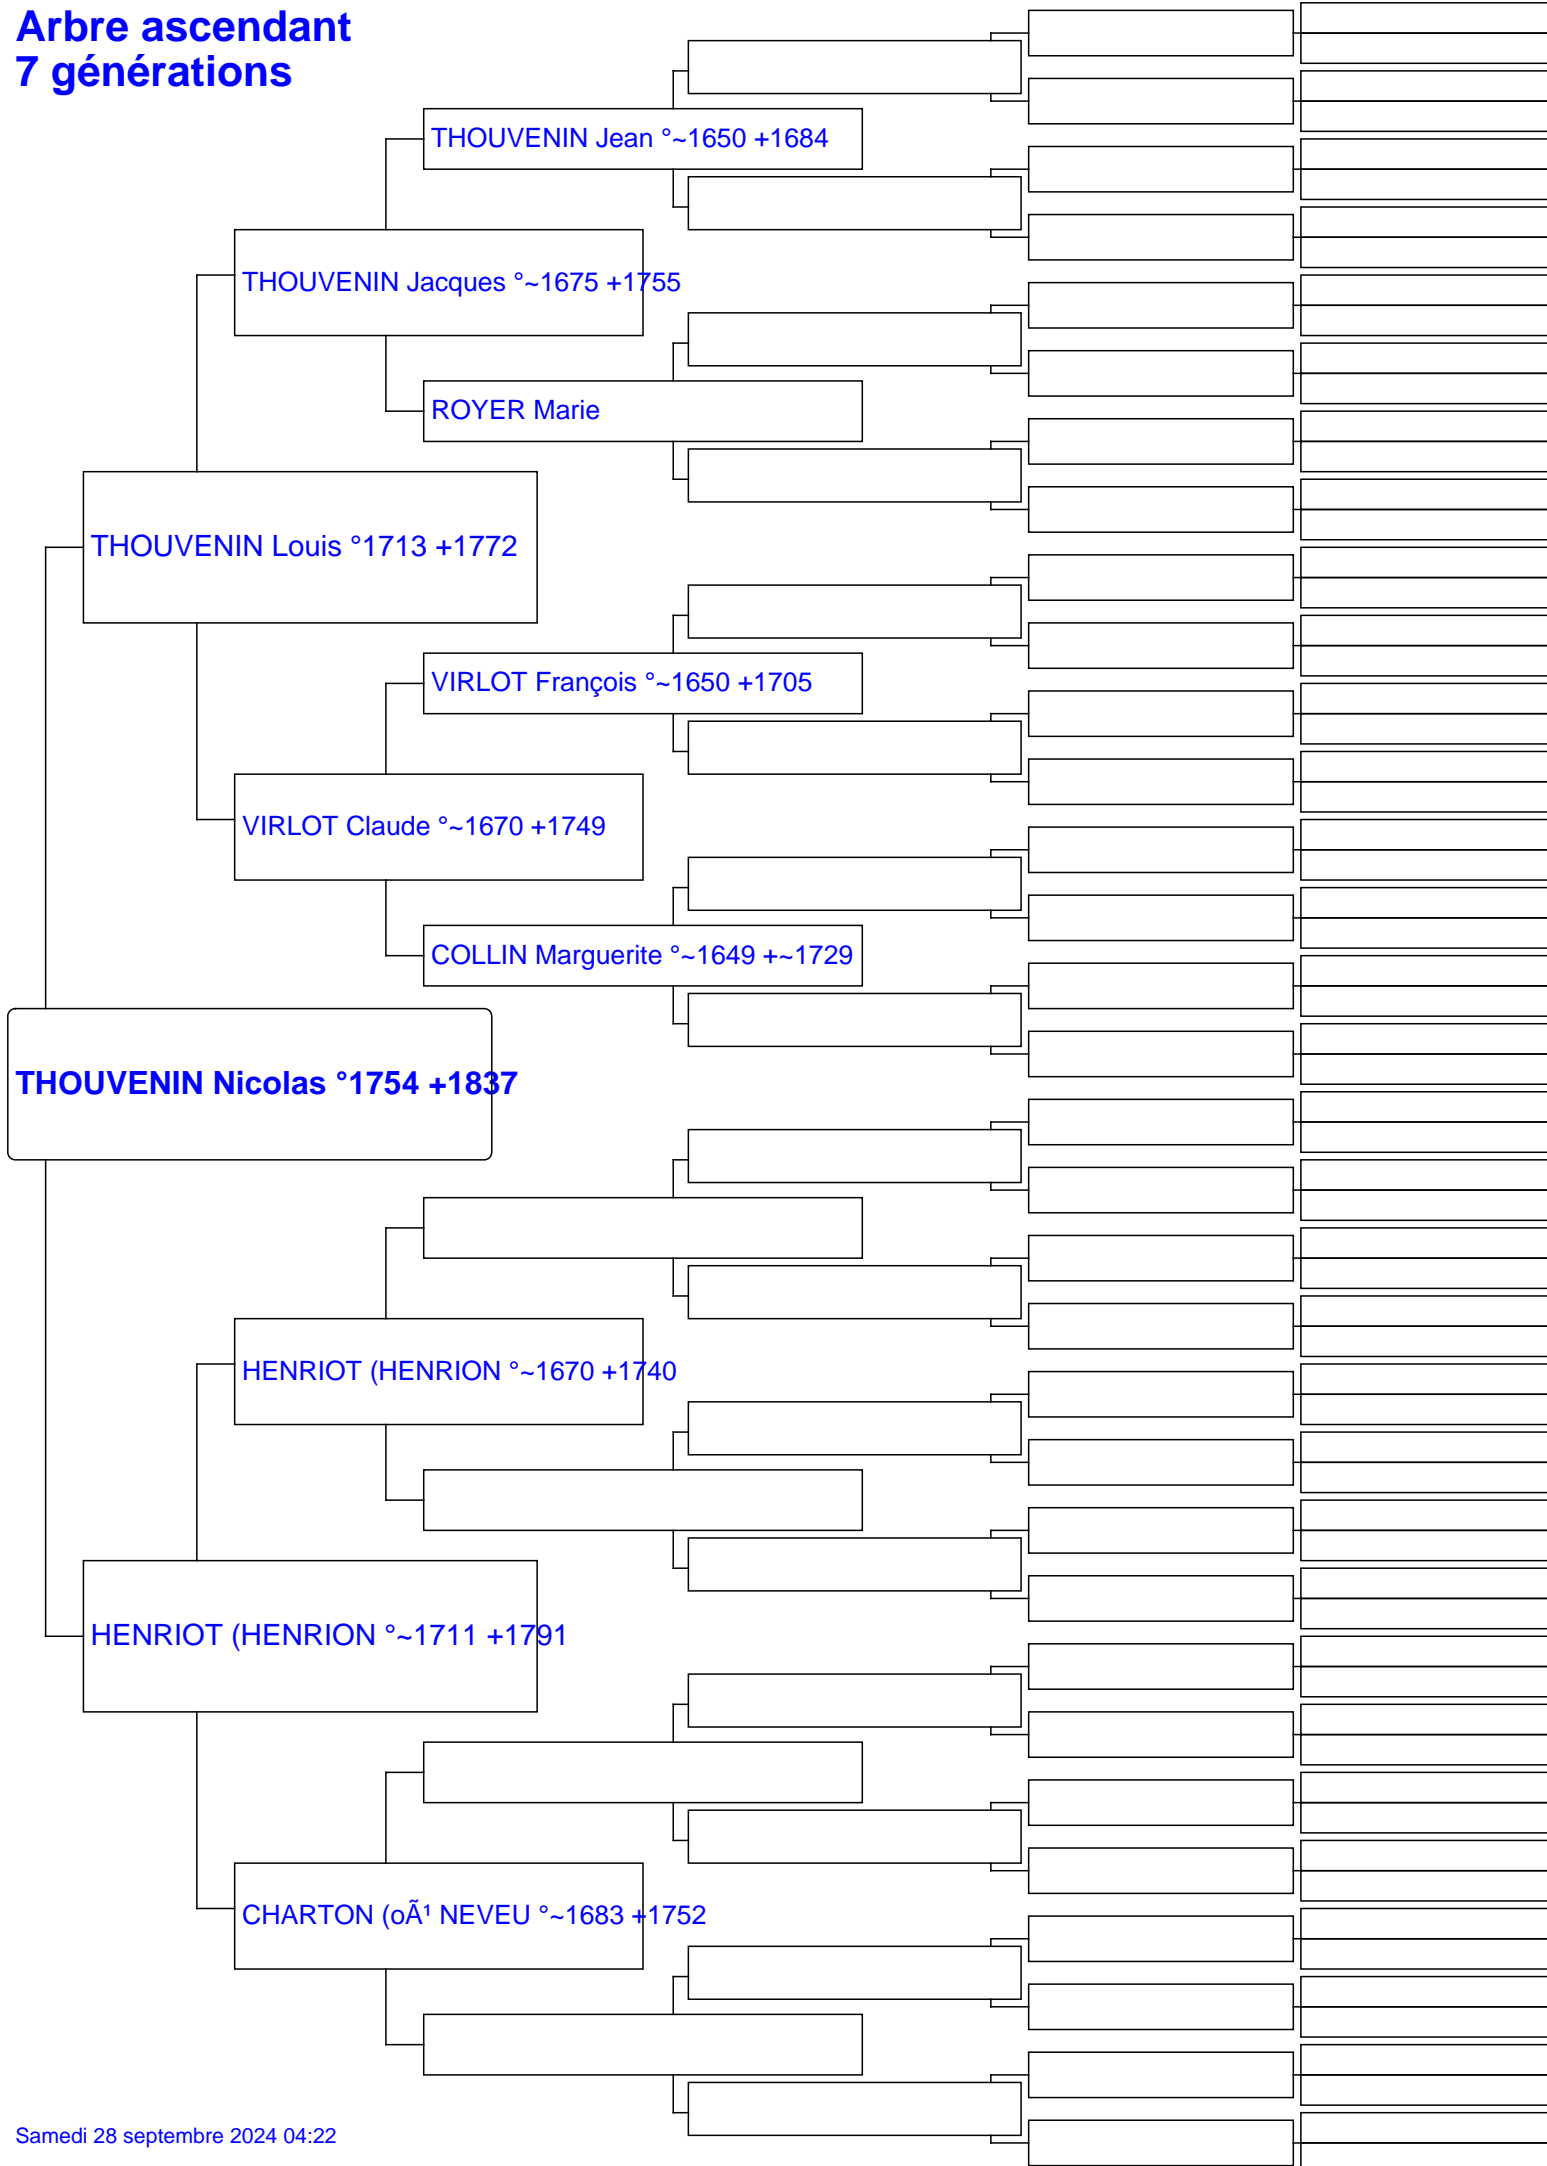 Arbre ascendant
7 générations
THOUVENIN Jean °~1650 +1684
THOUVENIN Jacques °~1675 +1755
ROYER Marie
THOUVENIN Louis °1713 +1772
VIRLOT François °~1650 +1705
VIRLOT Claude °~1670 +1749
COLLIN Marguerite °~1649 +~1729
THOUVENIN Nicolas °1754 +1837
HENRIOT (HENRION °~1670 +1740
HENRIOT (HENRION °~1711 +1791
CHARTON (oÃ¹ NEVEU °~1683 +1752
Samedi 28 septembre 2024 04:22